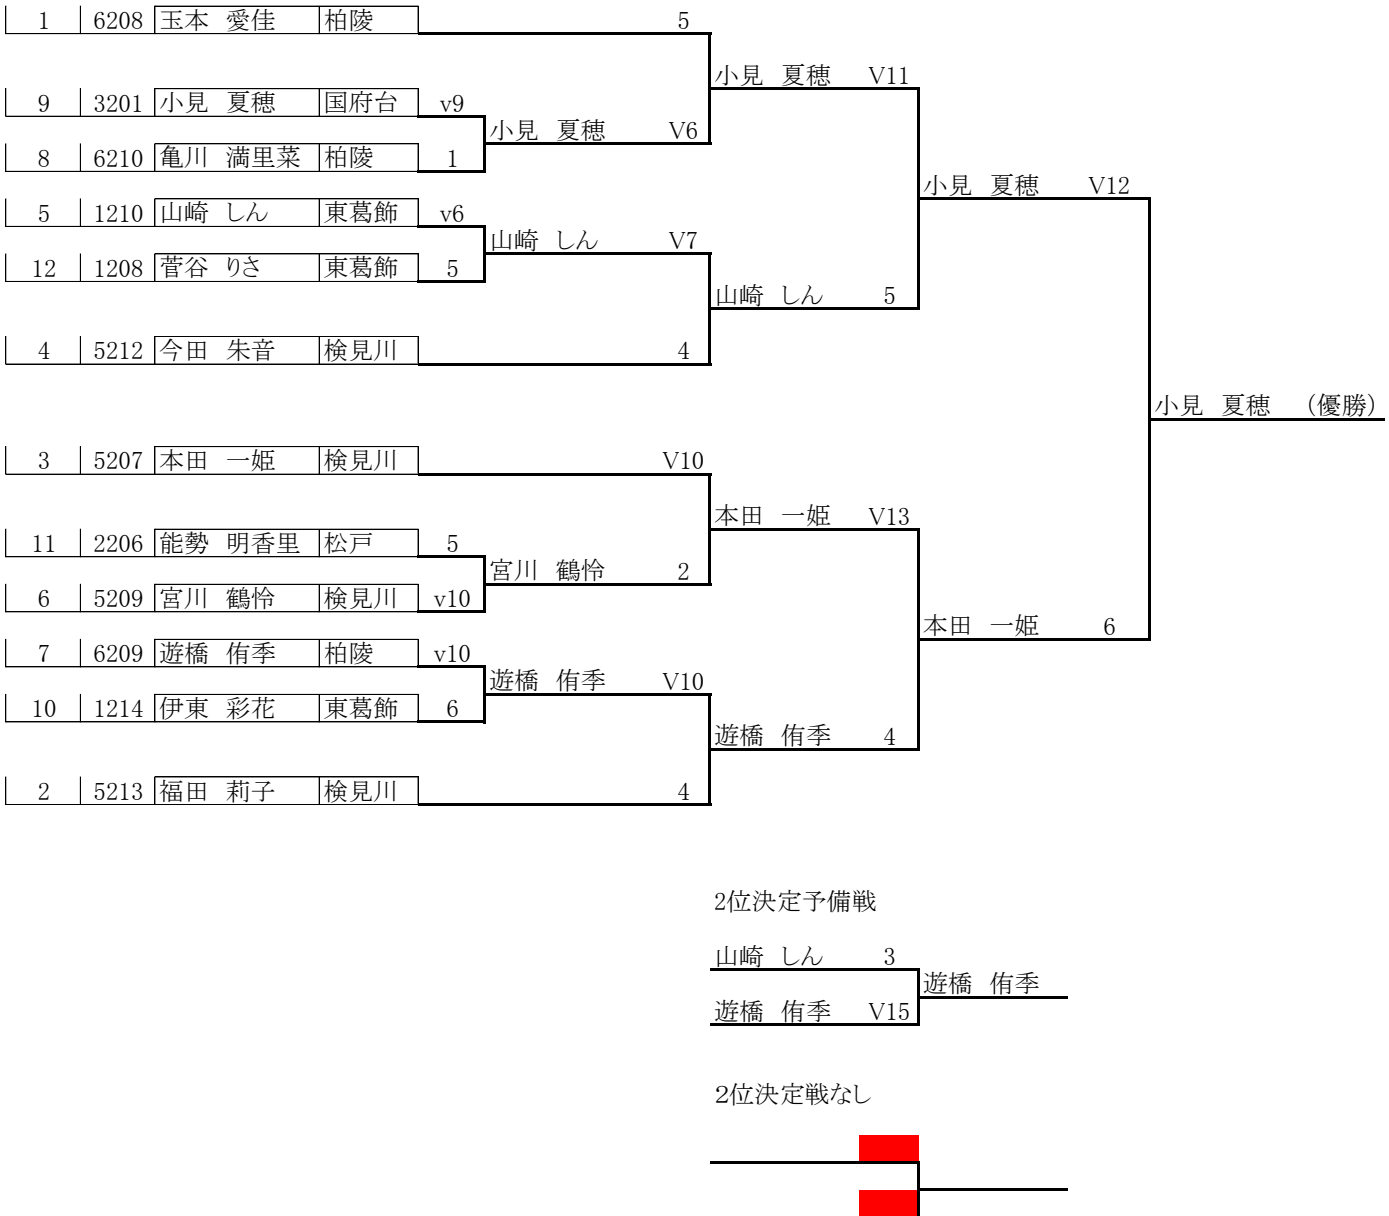 1 6208 玉本 愛佳 柏陵 5
小見 夏穂 V11
9 3201 小見 夏穂 国府台 v9
小見 夏穂 V6
8 6210 亀川 満里菜 柏陵 1
小見 夏穂 V12
5 1210 山崎 しん 東葛飾 v6
山崎 しん V7
12 1208 菅谷 りさ 東葛飾 5
山崎 しん 5
4 5212 今田 朱音 検見川 4
小見 夏穂 (優勝)
3 5207 本田 一姫 検見川 V10
本田 一姫 V13
11 2206 能勢 明香里 松戸 5
宮川 鶴怜 2
6 5209 宮川 鶴怜 検見川 v10
本田 一姫 6
7 6209 遊橋 侑季 柏陵 v10
遊橋 侑季 V10
10 1214 伊東 彩花 東葛飾 6
遊橋 侑季 4
2 5213 福田 莉子 検見川 4
2位決定予備戦
山崎 しん 3
遊橋 侑季
遊橋 侑季 V15
2位決定戦なし